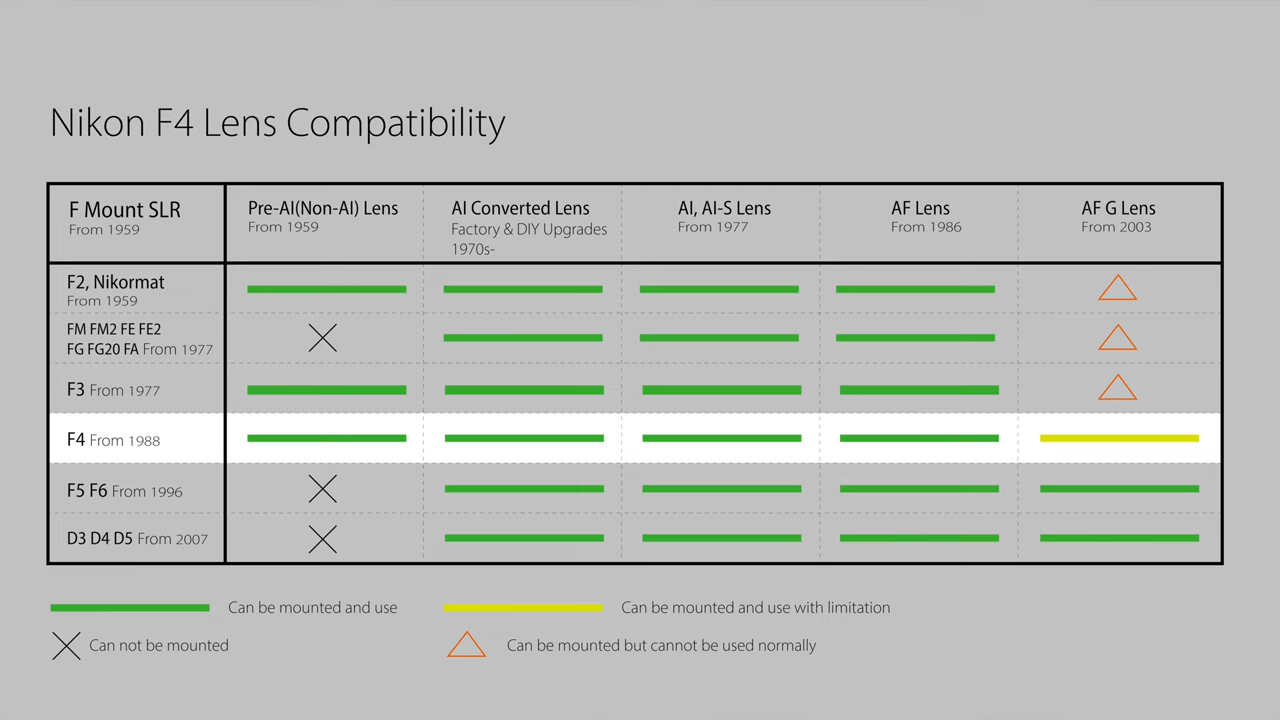 Nikon F4 Lens Compatibility
F Mount SLR
From 1959
Pre-AI(Non-AI) Lens
From 1959
AI Converted Lens
Factory & DIY Upgrades
1970s-
AI, AI-S Lens
From 1977
AF Lens
From 1986
AF G Lens
From 2003
F2, Nikormat
From 1959
FM FM2 FE FE2
FG FG20 FA From 1977
F3 From 1977
F4 From 1988
F5 F6 From 1996
D3 D4 D5 From 2007
Can be mounted and use
Can be mounted and use with limitation
Can not be mounted
Can be mounted but cannot be used normally